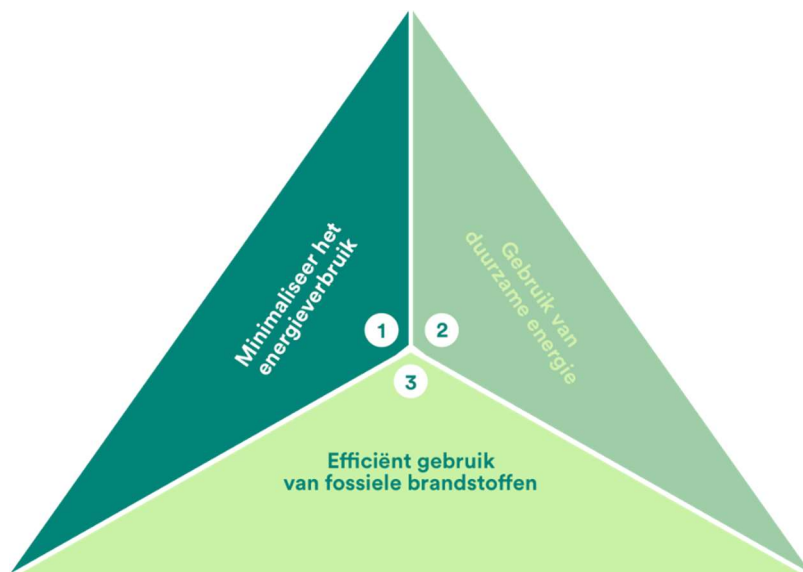 Minimaliseer het
energieverbruik
1
Gebruik van
duurzame energie
2
3
Efficiënt gebruik
van fossiele brandstoffen